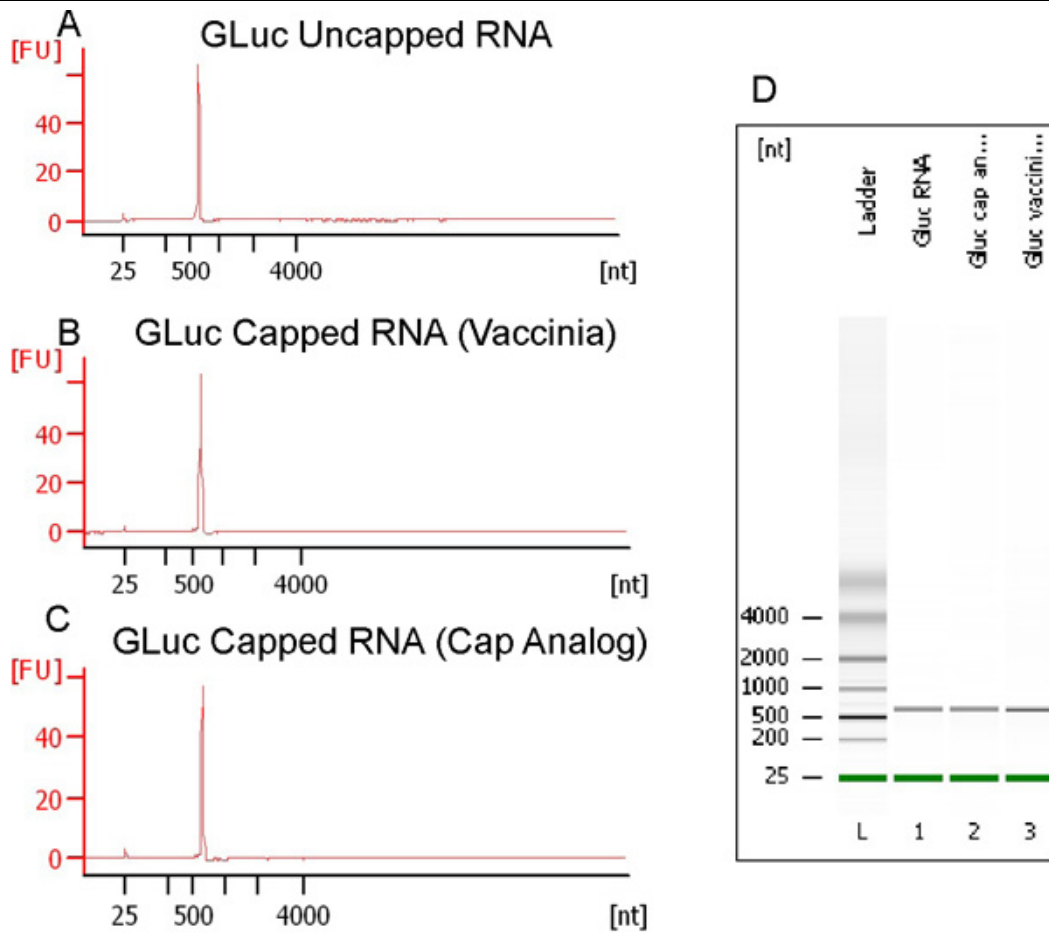 A
GLuc Uncapped RNA
[FU]
40
20
0
25 500 4000 [nt]
B
GLuc Capped RNA (Vaccinia)
[FU]
40
20
0
25 500 4000 [nt]
C
GLuc Capped RNA (Cap Analog)
[FU]
40
20
0
25 500 4000 [nt]
D
[nt]
Ladder
Gluc RNA
Gluc cap an...
Gluc vaccini...
4000
2000
1000
500
200
25
L 1 2 3